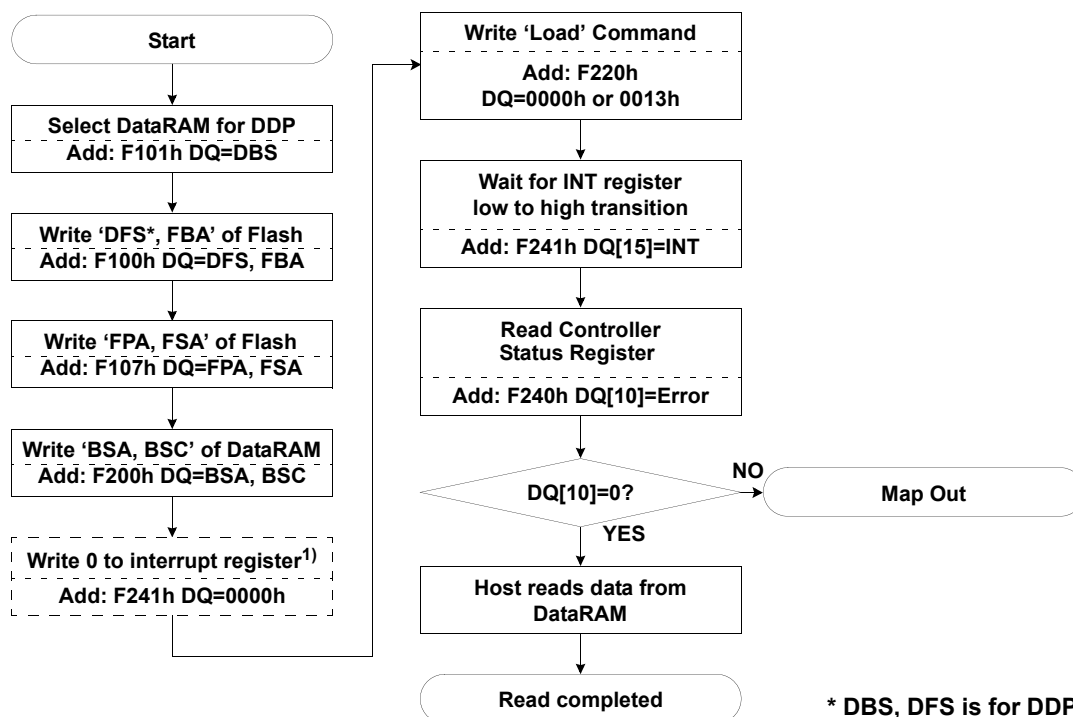 Start
Select DataRAM for DDP
Add: F101h DQ=DBS
Write ‘DFS*, FBA’ of Flash
Add: F100h DQ=DFS, FBA
Write ‘FPA, FSA’ of Flash
Add: F107h DQ=FPA, FSA
Write ‘BSA, BSC’ of DataRAM
Add: F200h DQ=BSA, BSC
Write 0 to interrupt register1)
Add: F241h DQ=0000h
Write ‘Load’ Command
Add: F220h
DQ=0000h or 0013h
Wait for INT register
low to high transition
Add: F241h DQ[15]=INT
Read Controller
Status Register
Add: F240h DQ[10]=Error
DQ[10]=0?
NO
Map Out
YES
Host reads data from
DataRAM
Read completed
* DBS, DFS is for DDP